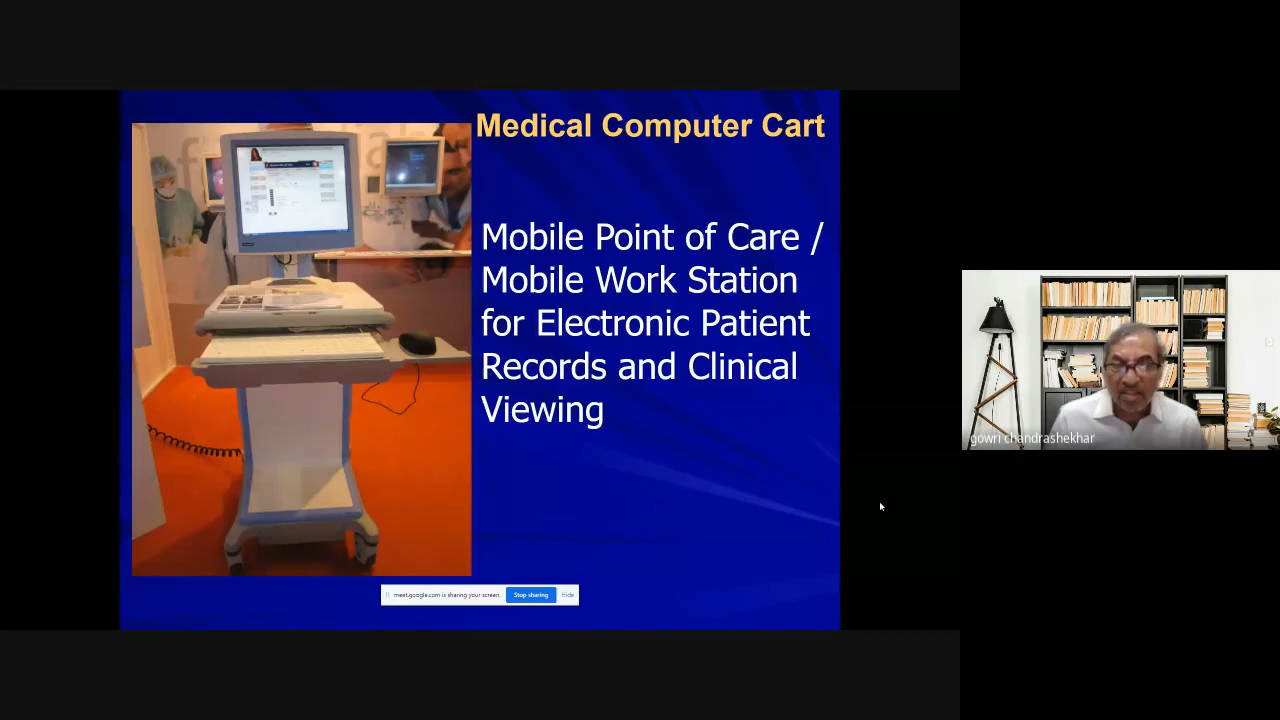 Medical Computer Cart
Mobile Point of Care /
Mobile Work Station
for Electronic Patient
Records and Clinical
Viewing
gowri chandrashekhar
meet.google.com is sharing your screen.
Stop sharing
Hide